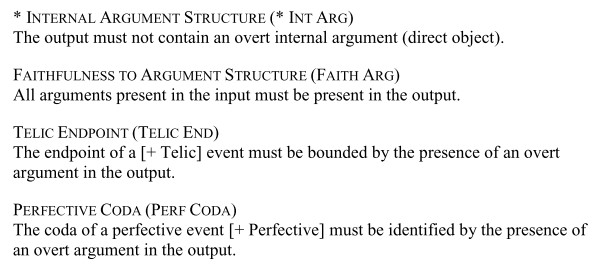 * INTERNAL ARGUMENT STRUCTURE (* INT ARG)
The output must not contain an overt internal argument (direct object).
FAITHFULNESS TO ARGUMENT STRUCTURE (FAITH ARG)
All arguments present in the input must be present in the output.
TELIC ENDPOINT (TELIC END)
The endpoint of a [+ Telic] event must be bounded by the presence of an overt
argument in the output.
PERFECTIVE CODA (PERF CODA)
The coda of a perfective event [+ Perfective] must be identified by the presence of
an overt argument in the output.